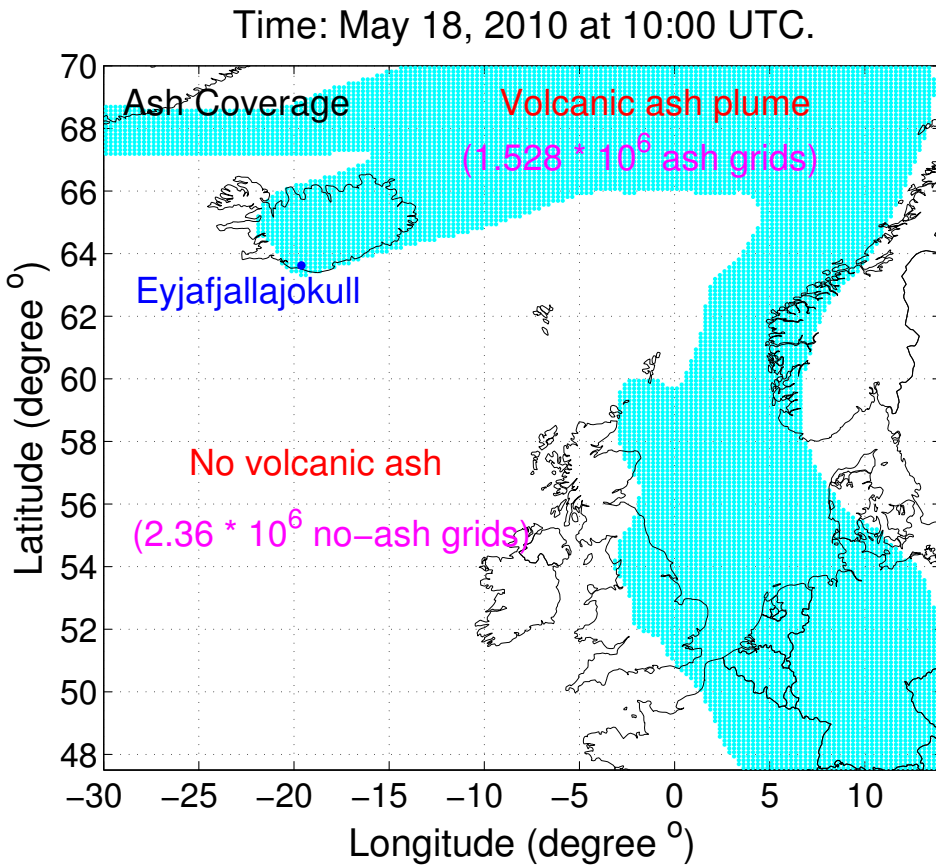 Time: May 18, 2010 at 10:00 UTC.
Ash Coverage
Volcanic ash plume
(1.528 * 10^6 ash grids)
Eyjafjallajokull
No volcanic ash
(2.36 * 10^6 no−ash grids)
Latitude (degree °)
70
68
66
64
62
60
58
56
54
52
50
48
−30 −25 −20 −15 −10 −5 0 5 10
Longitude (degree °)